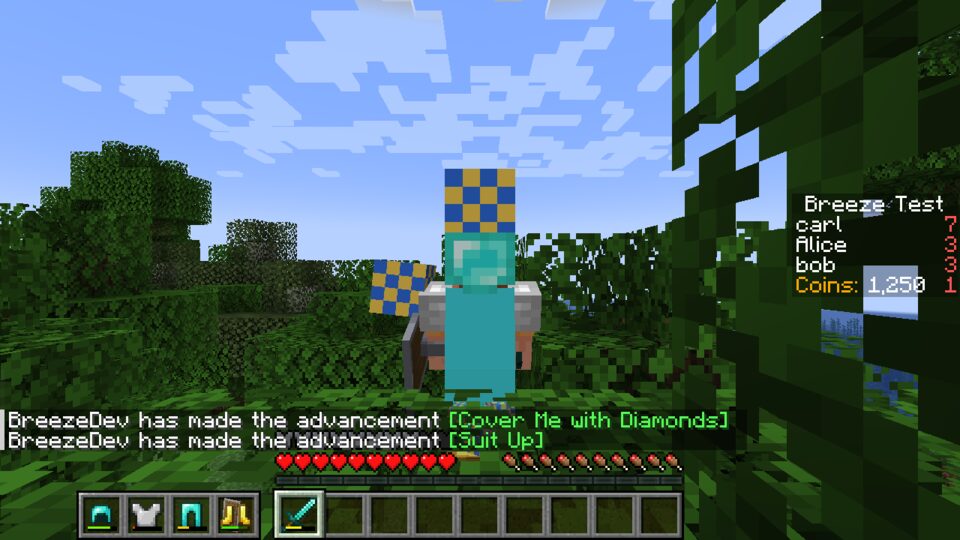 Breeze Test
carl 7
Alice 3
bob 3
Coins: 1,250 1
BreezeDev has made the advancement [Cover Me with Diamonds]
BreezeDev has made the advancement [Suit Up]